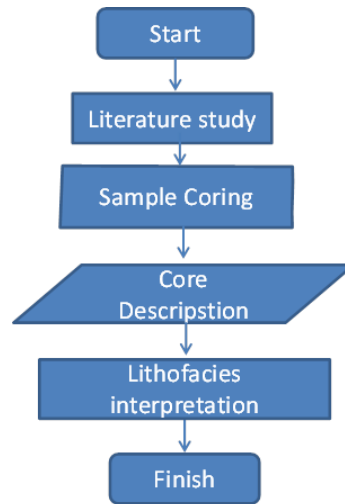 Start
Literature study
Sample Coring
Core
Descripstion
Lithofacies
interpretation
Finish